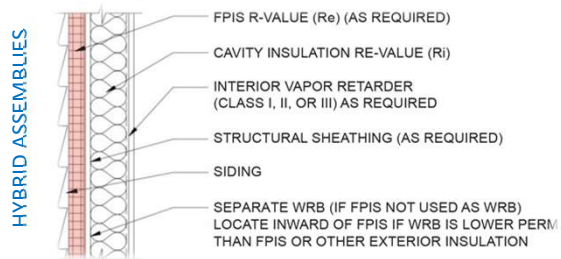 HYBRID ASSEMBLIES
FPIS R-VALUE (Re) (AS REQUIRED)
CAVITY INSULATION RE-VALUE (Ri)
INTERIOR VAPOR RETARDER
(CLASS I, II, OR III) AS REQUIRED
STRUCTURAL SHEATHING (AS REQUIRED)
SIDING
SEPARATE WRB (IF FPIS NOT USED AS WRB)
LOCATE INWARD OF FPIS IF WRB IS LOWER PERM
THAN FPIS OR OTHER EXTERIOR INSULATION